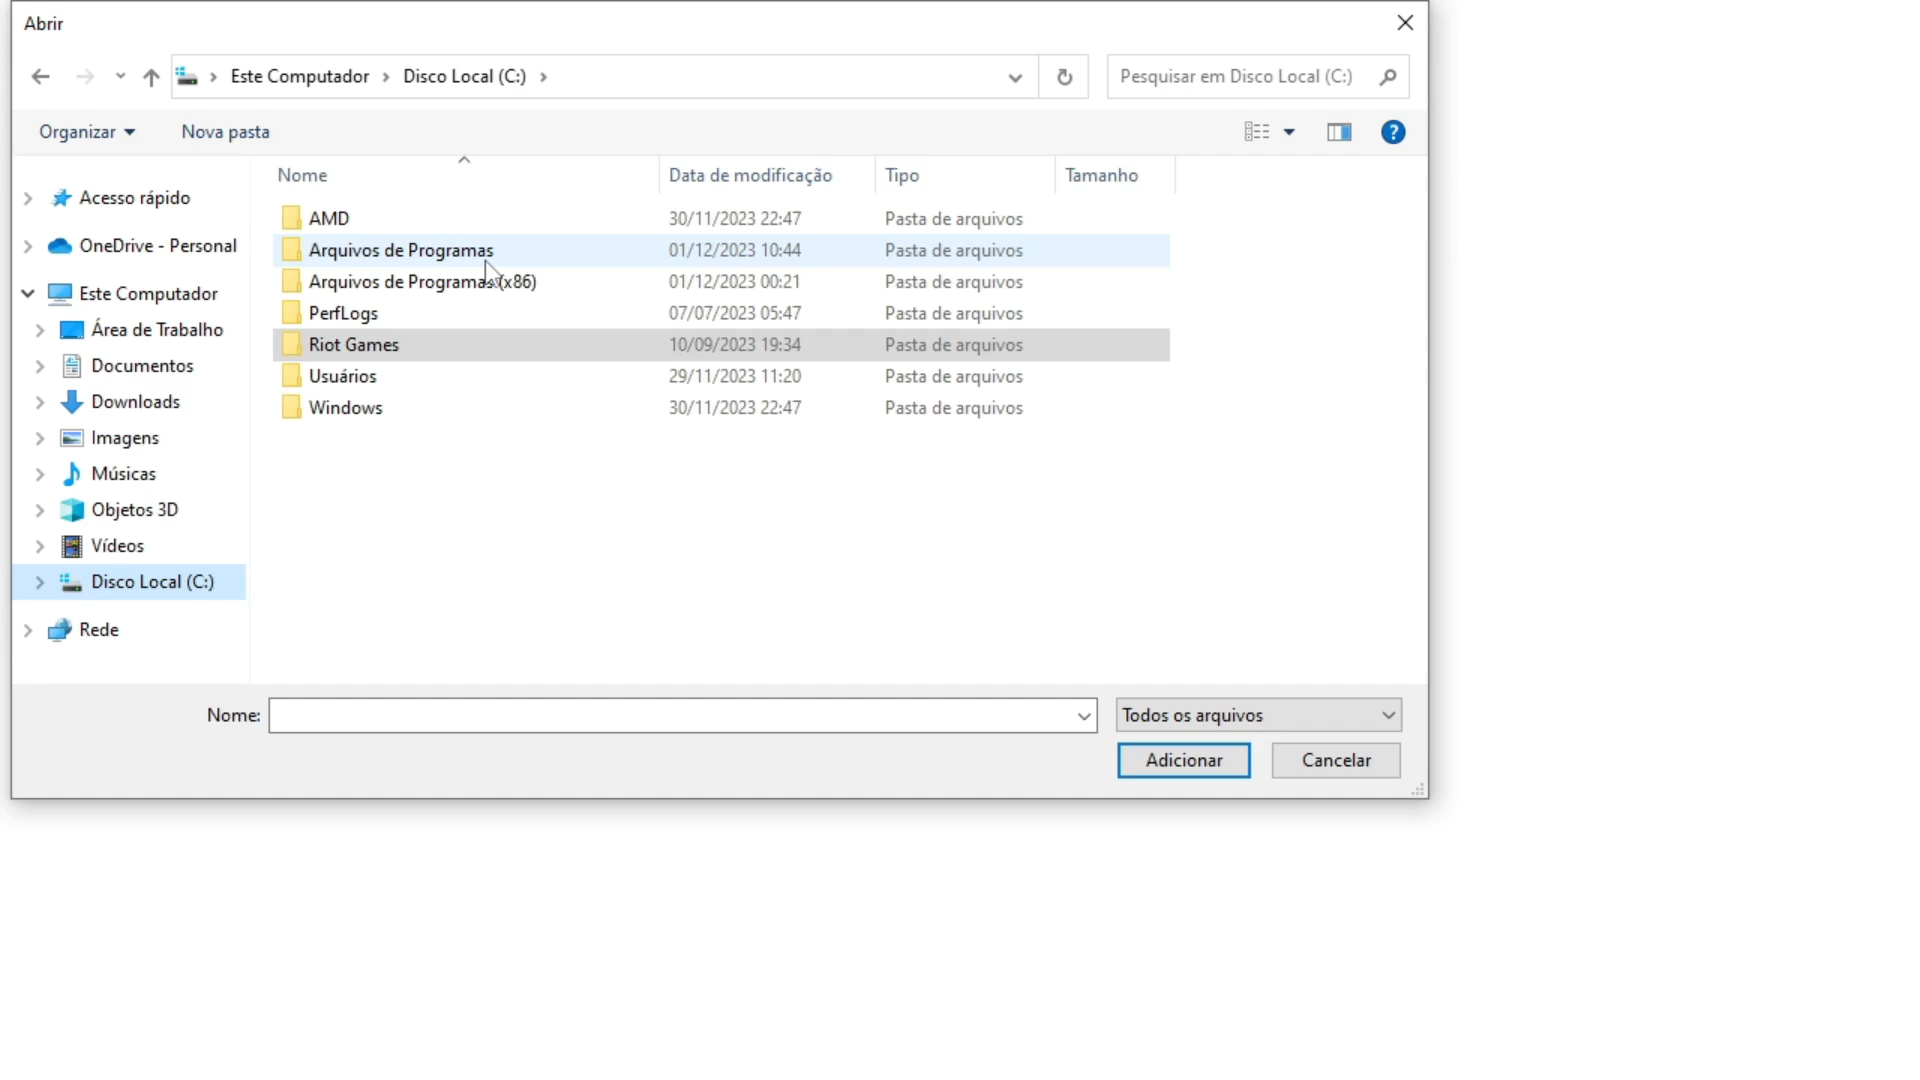 Abrir
Este Computador
Disco Local (C:)
Pesquisar em Disco Local (C:)
Organizar
Nova pasta
?
Nome
Data de modificação
Tipo
Tamanho
Acesso rápido
OneDrive - Personal
Este Computador
Área de Trabalho
Documentos
Downloads
Imagens
Músicas
Objetos 3D
Vídeos
Disco Local (C:)
Rede
AMD 30/11/2023 22:47 Pasta de arquivos
Arquivos de Programas 01/12/2023 10:44 Pasta de arquivos
Arquivos de Programas (x86) 01/12/2023 00:21 Pasta de arquivos
PerfLogs 07/07/2023 05:47 Pasta de arquivos
Riot Games 10/09/2023 19:34 Pasta de arquivos
Usuários 29/11/2023 11:20 Pasta de arquivos
Windows 30/11/2023 22:47 Pasta de arquivos
Nome:
Todos os arquivos
Adicionar
Cancelar